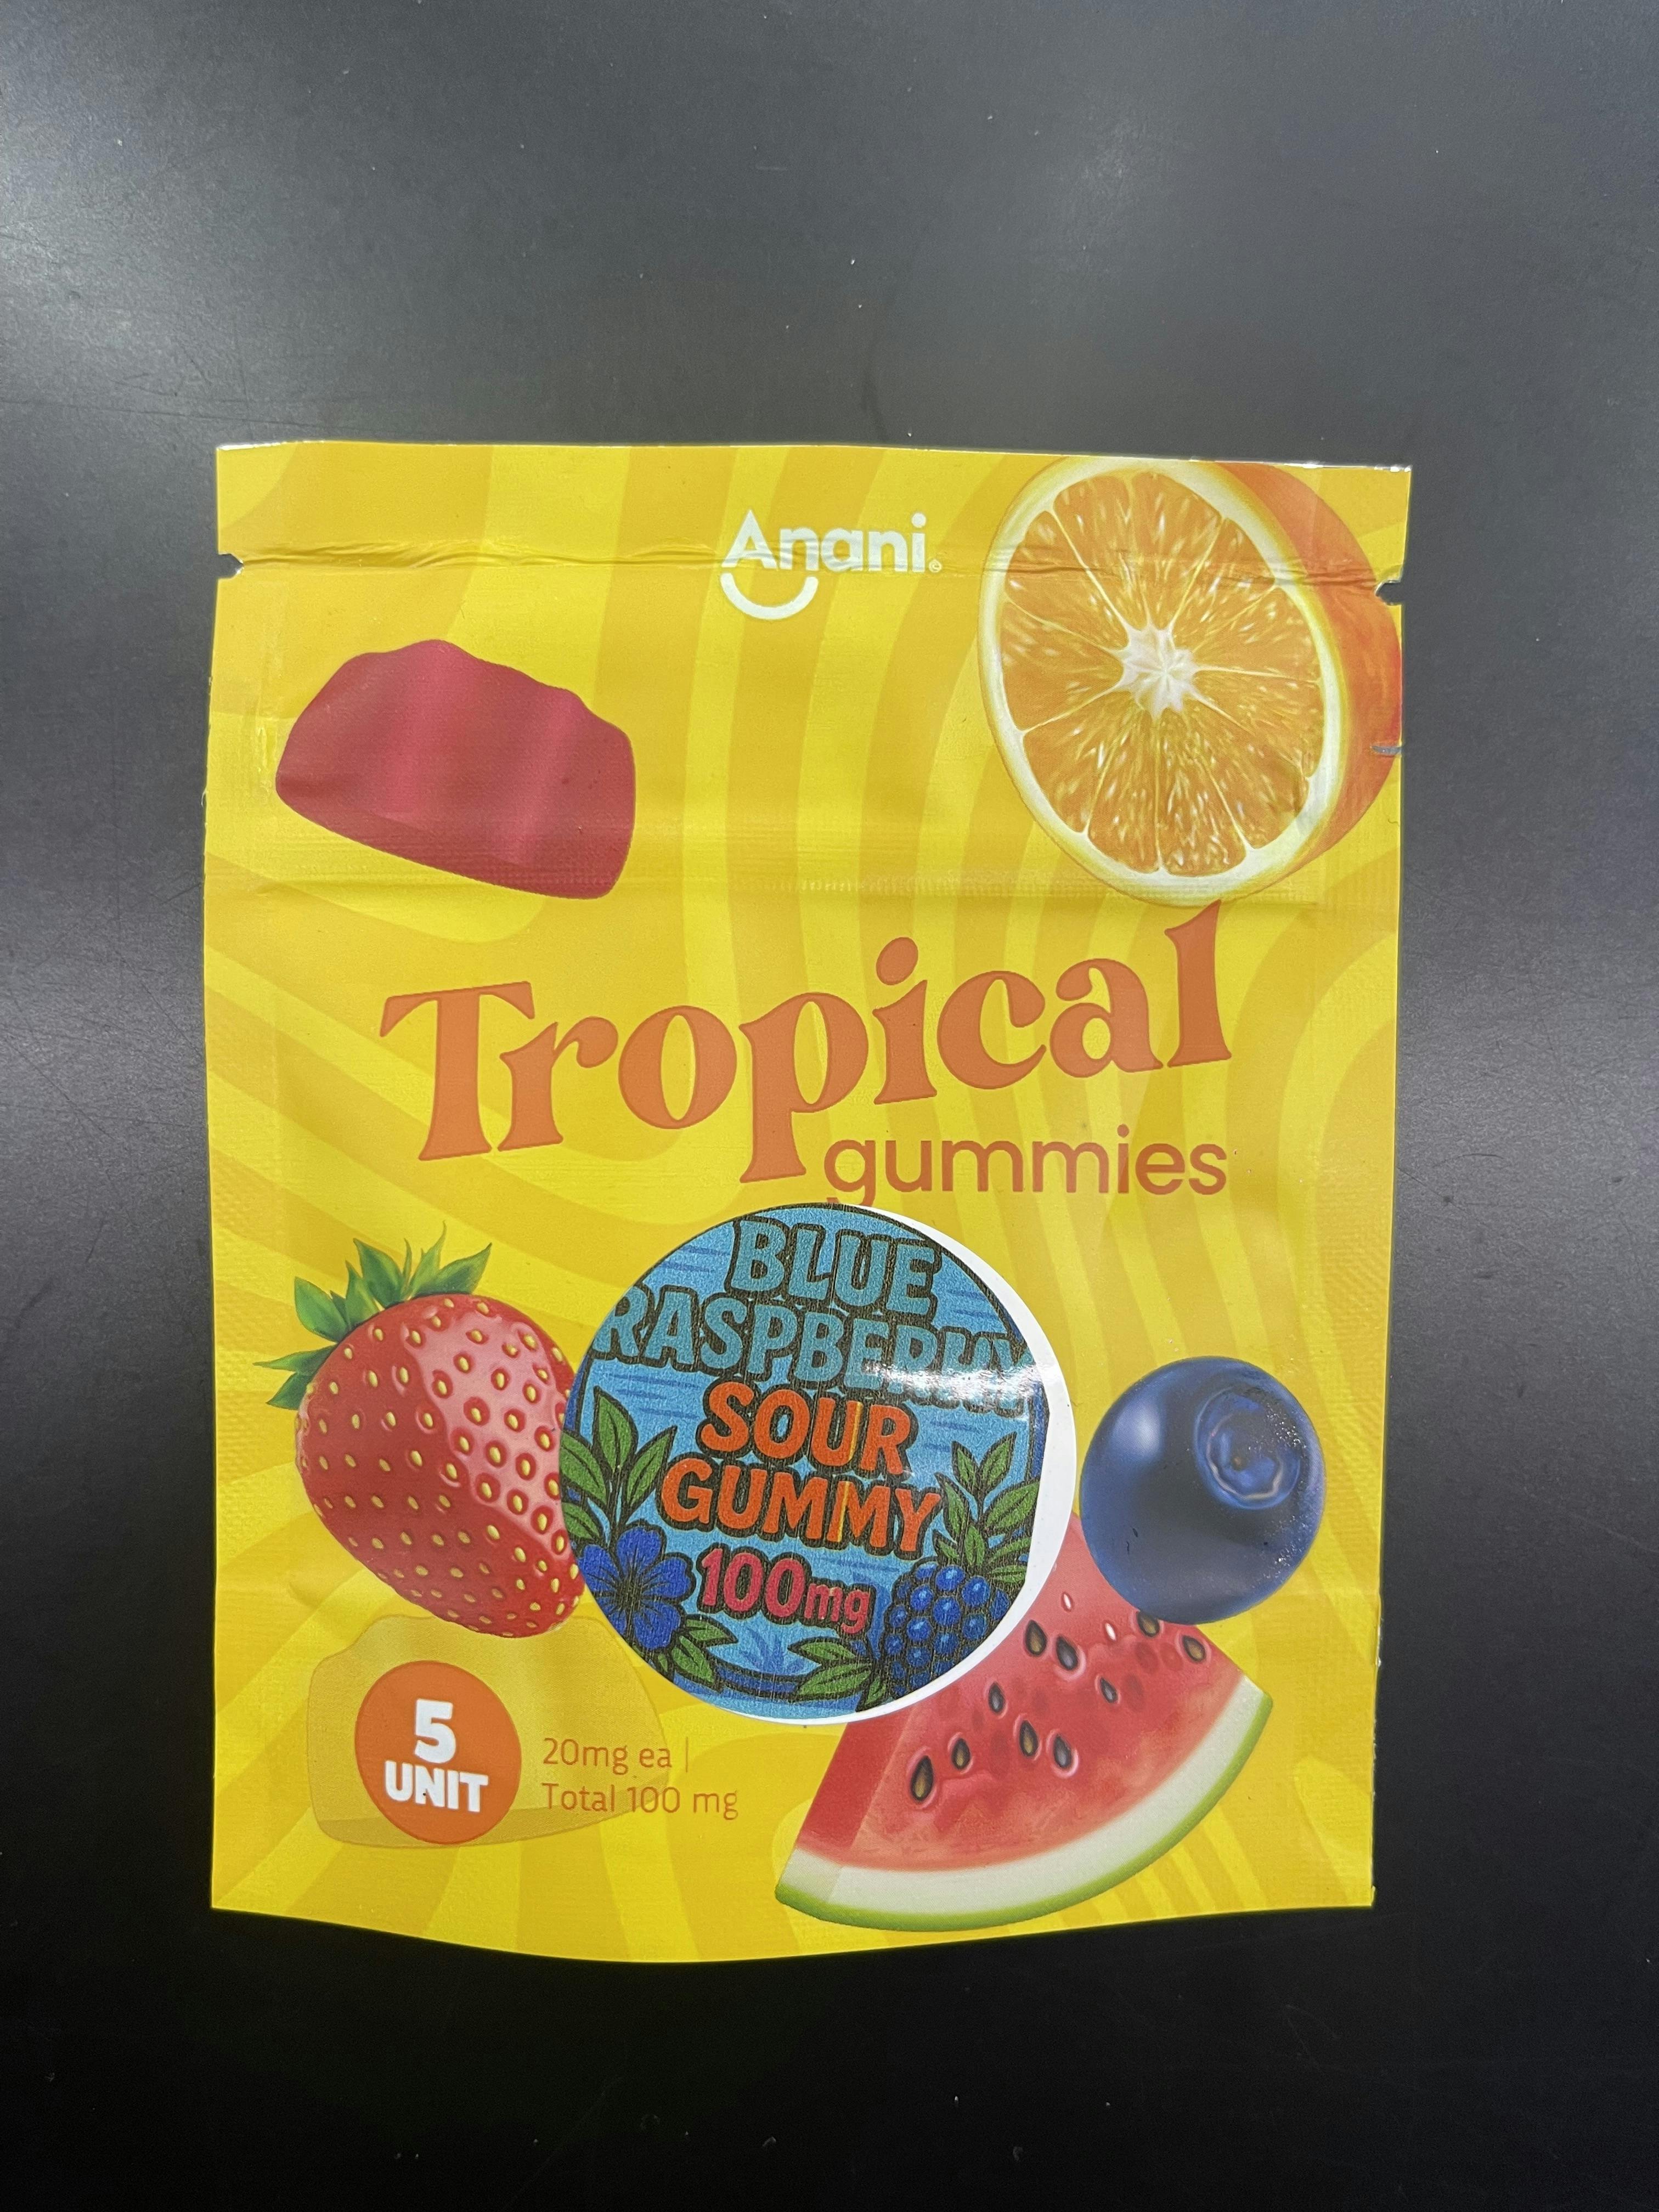 Anani
Tropical
gummies
BLUE
RASPBERRY
SOUR
GUMMY
100mg
5
UNIT
20mg ea |
Total 100 mg